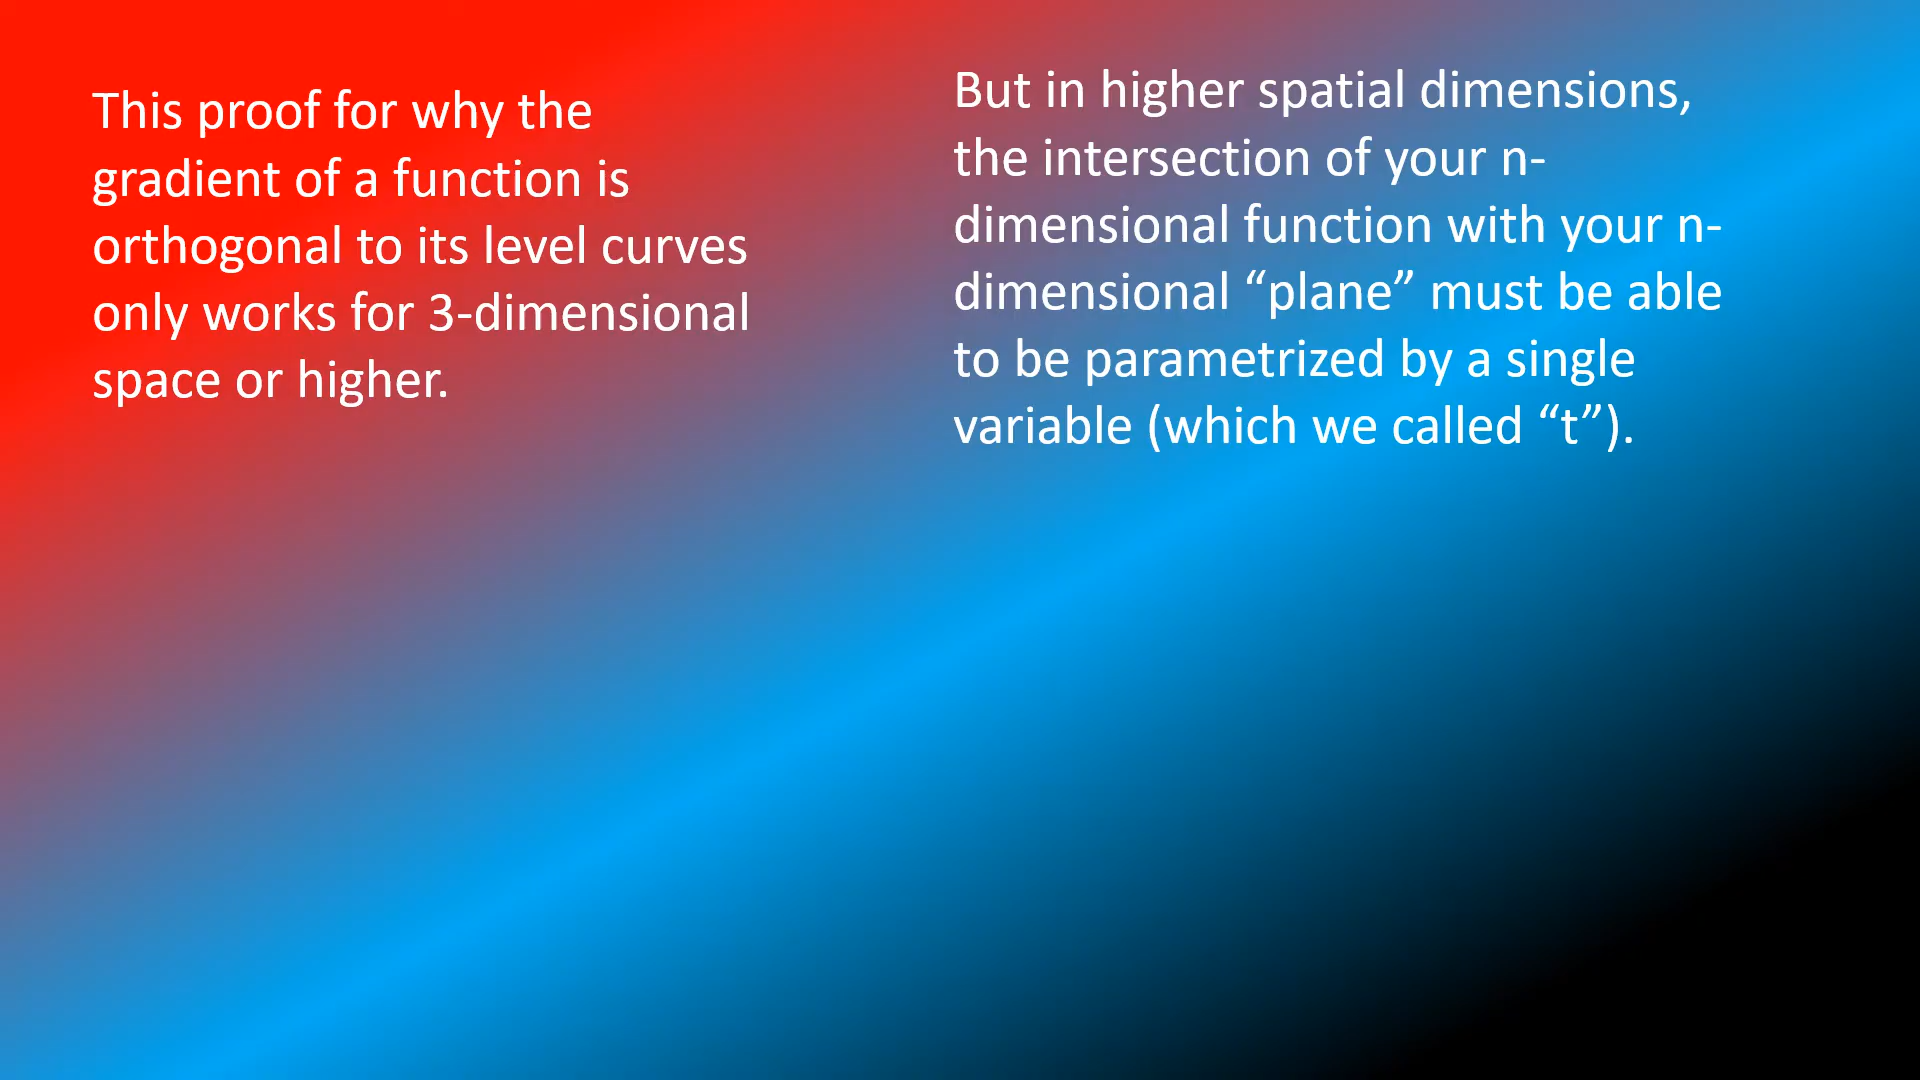 This proof for why the
gradient of a function is
orthogonal to its level curves
only works for 3-dimensional
space or higher.
But in higher spatial dimensions,
the intersection of your n-
dimensional function with your n-
dimensional “plane” must be able
to be parametrized by a single
variable (which we called “t”).